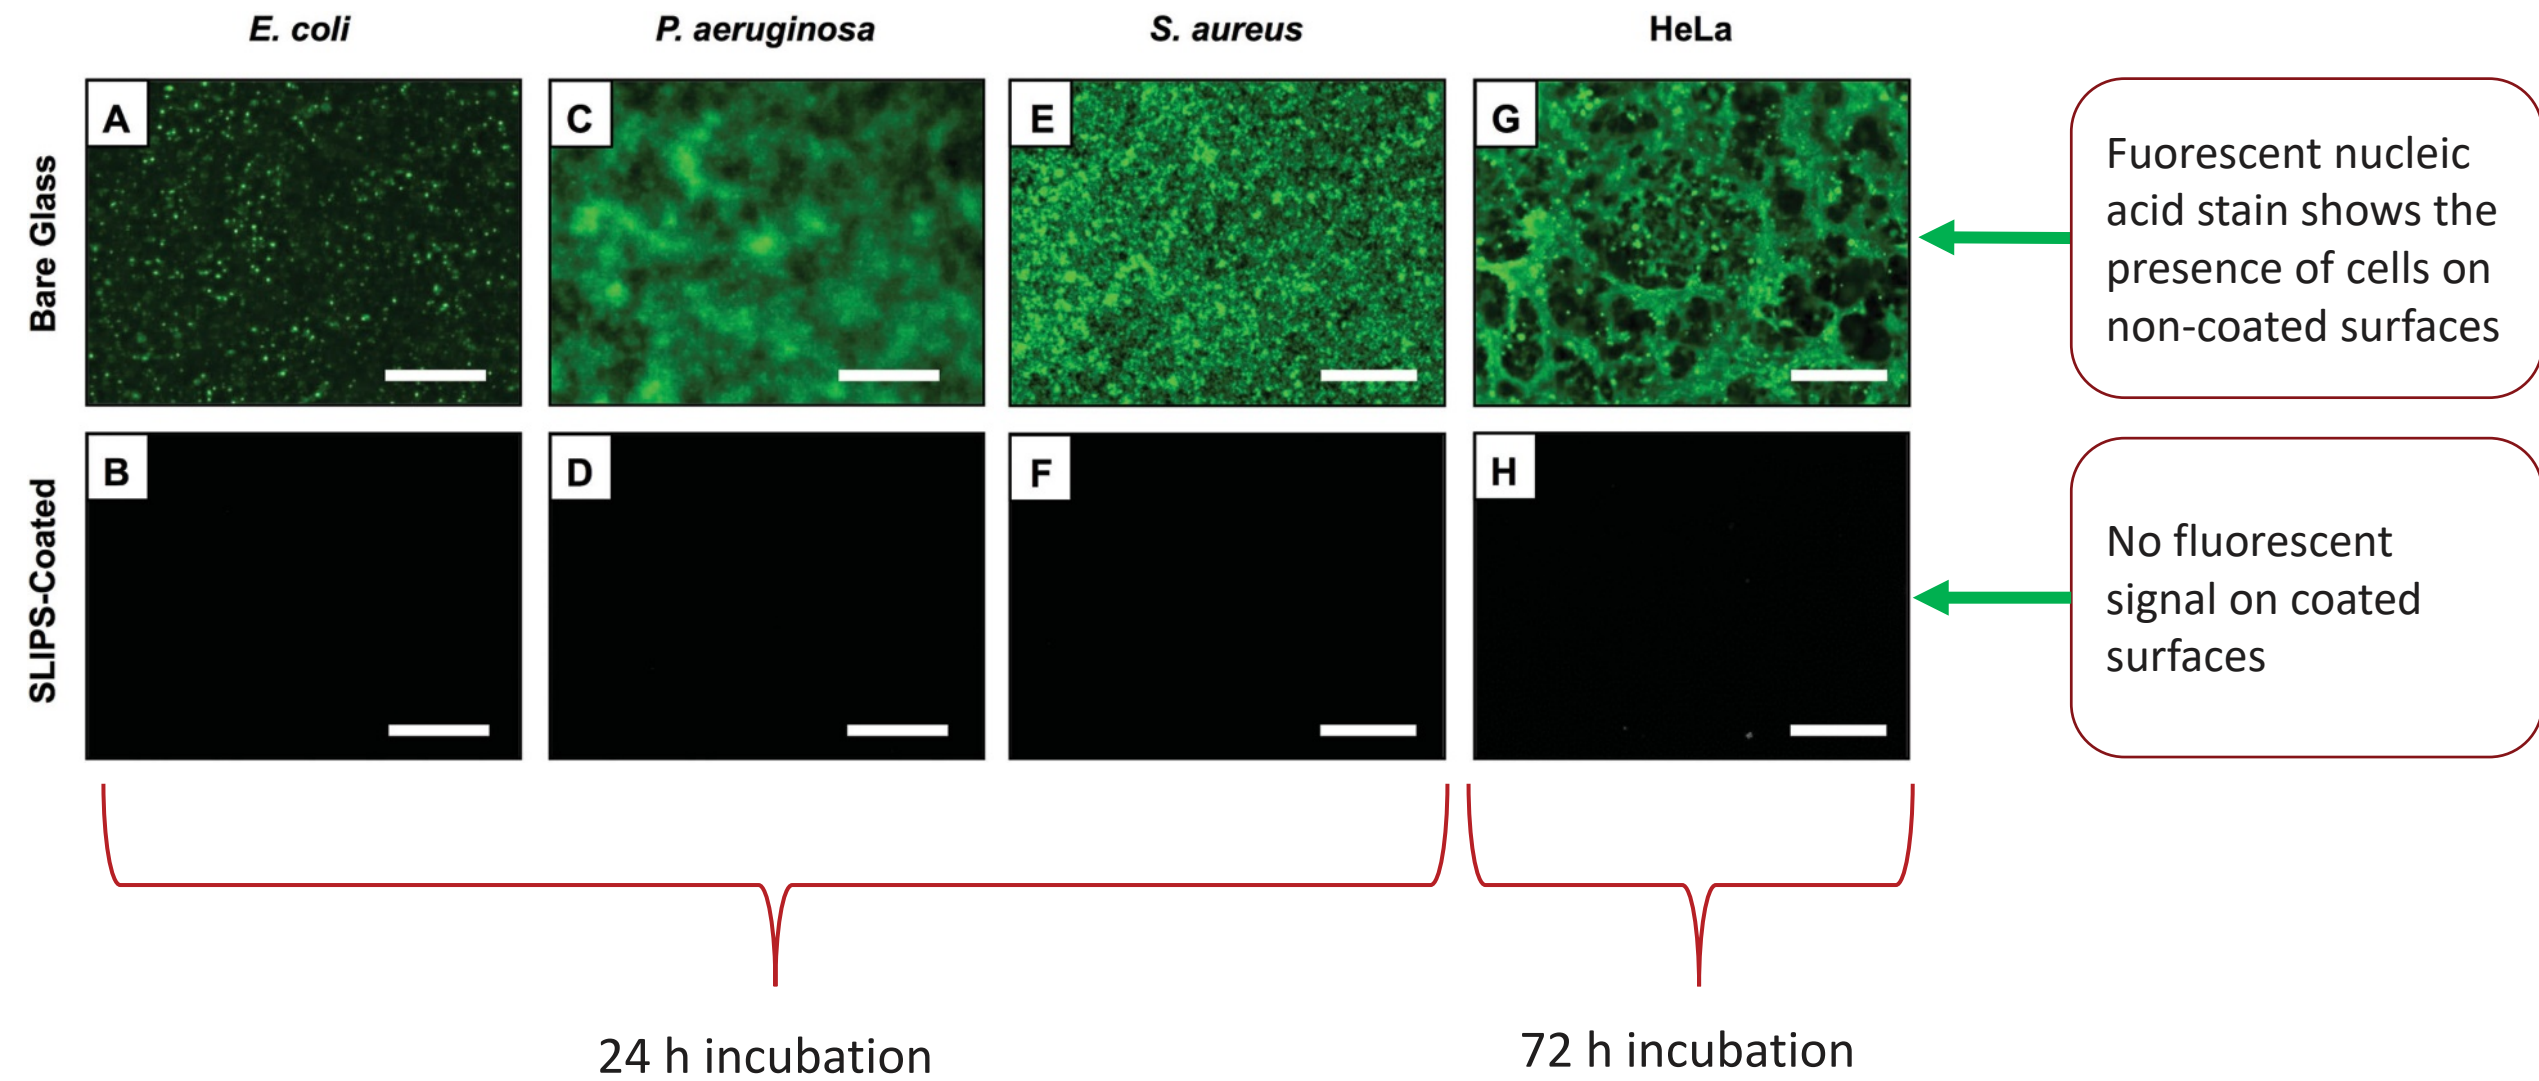 E. coli
P. aeruginosa
S. aureus
HeLa
Bare Glass
A
C
E
G
Fuorescent nucleic
acid stain shows the
presence of cells on
non-coated surfaces
SLIPS-Coated
B
D
F
H
No fluorescent
signal on coated
surfaces
24 h incubation
72 h incubation